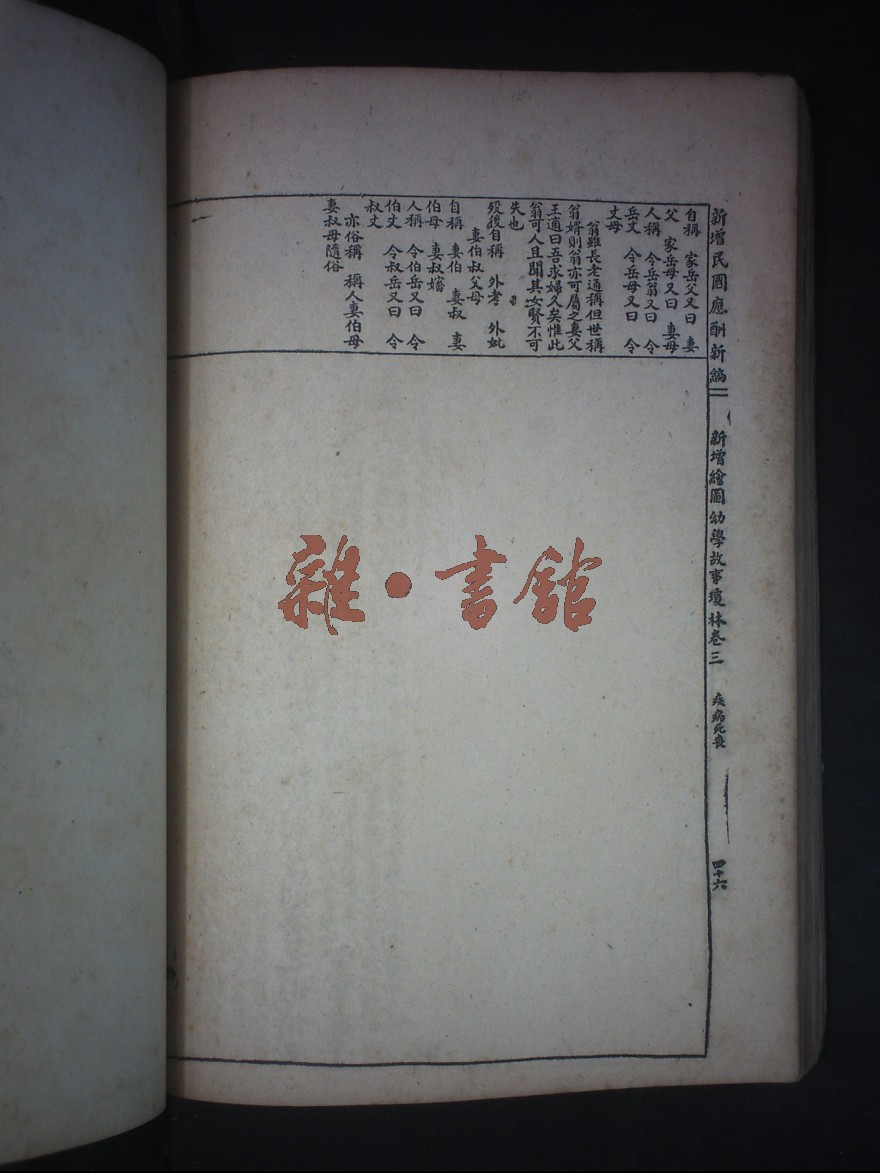 新增民國應酬新編
新增繪圖幼學故事瓊林卷三
疾病死喪
四十六
自稱 家岳父又曰 妻
父 家岳母又曰 妻母
人稱 令岳翁又曰 令
岳丈 令岳母又曰 令
丈母
翁雖長老通稱但世稱
翁婿則翁亦可屬之妻父
王適曰吾求婦久矣惟此
翁可人且聞其女賢不可
失也
歿後自稱 外考 外妣
妻伯叔父母
自稱 妻伯 妻叔 妻
伯母 妻叔嬸
人稱 令伯岳又曰 令
伯丈 令叔岳又曰 令
叔丈
亦俗稱 稱人妻伯母
妻叔母隨俗
雜·書館